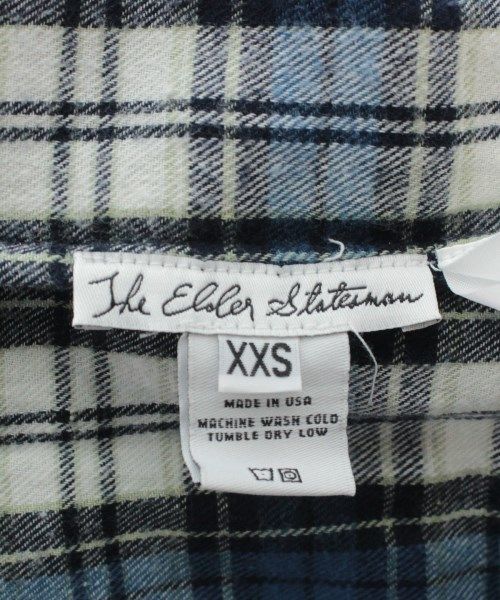 The Elder Statesman
XXS
MADE IN USA
MACHINE WASH COLD
TUMBLE DRY LOW